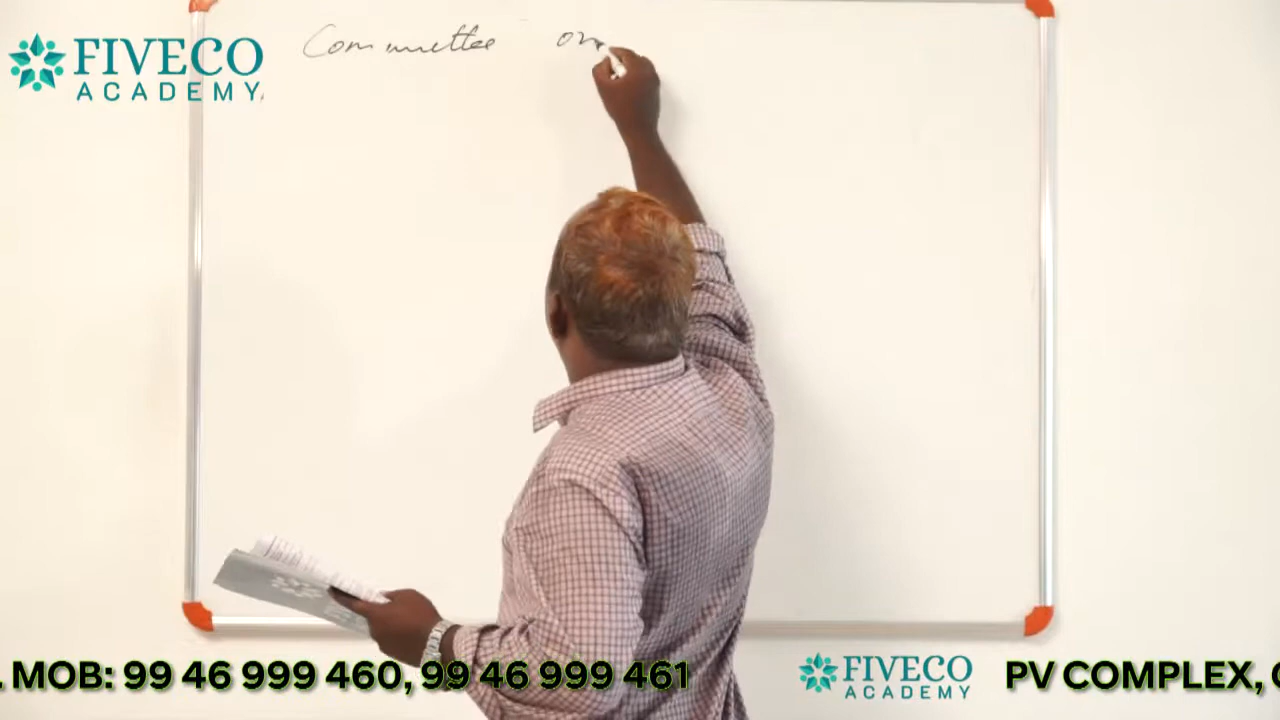 Committee on
FIVECO
ACADEMY
. MOB: 99 46 999 460, 99 46 999 461
FIVECO
ACADEMY
PV COMPLEX,